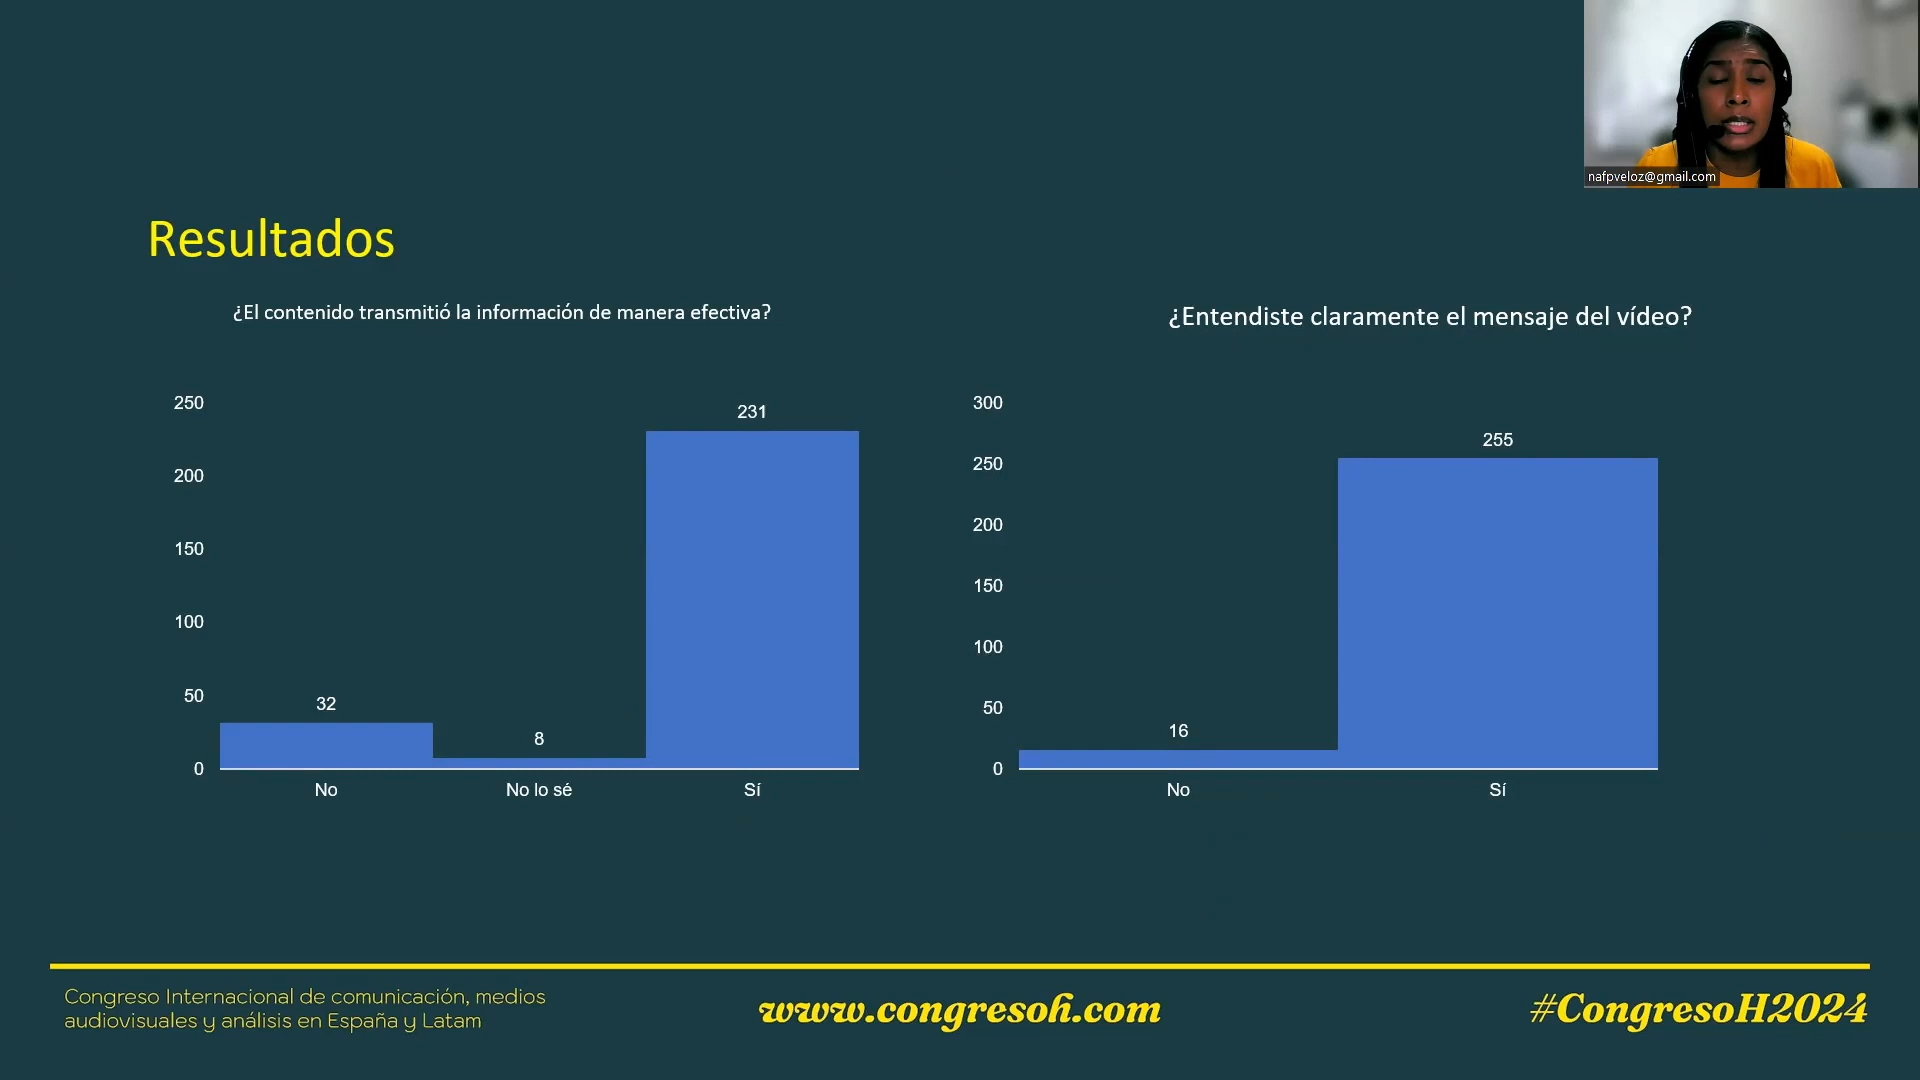 nafpveloz@gmail.com
Resultados
¿El contenido transmitió la información de manera efectiva?
250
200
150
100
50
0
32
8
231
No
No lo sé
Sí
¿Entendiste claramente el mensaje del vídeo?
300
250
200
150
100
50
0
16
255
No
Sí
Congreso Internacional de comunicación, medios
audiovisuales y análisis en España y Latam
www.congresoh.com
#CongresoH2024